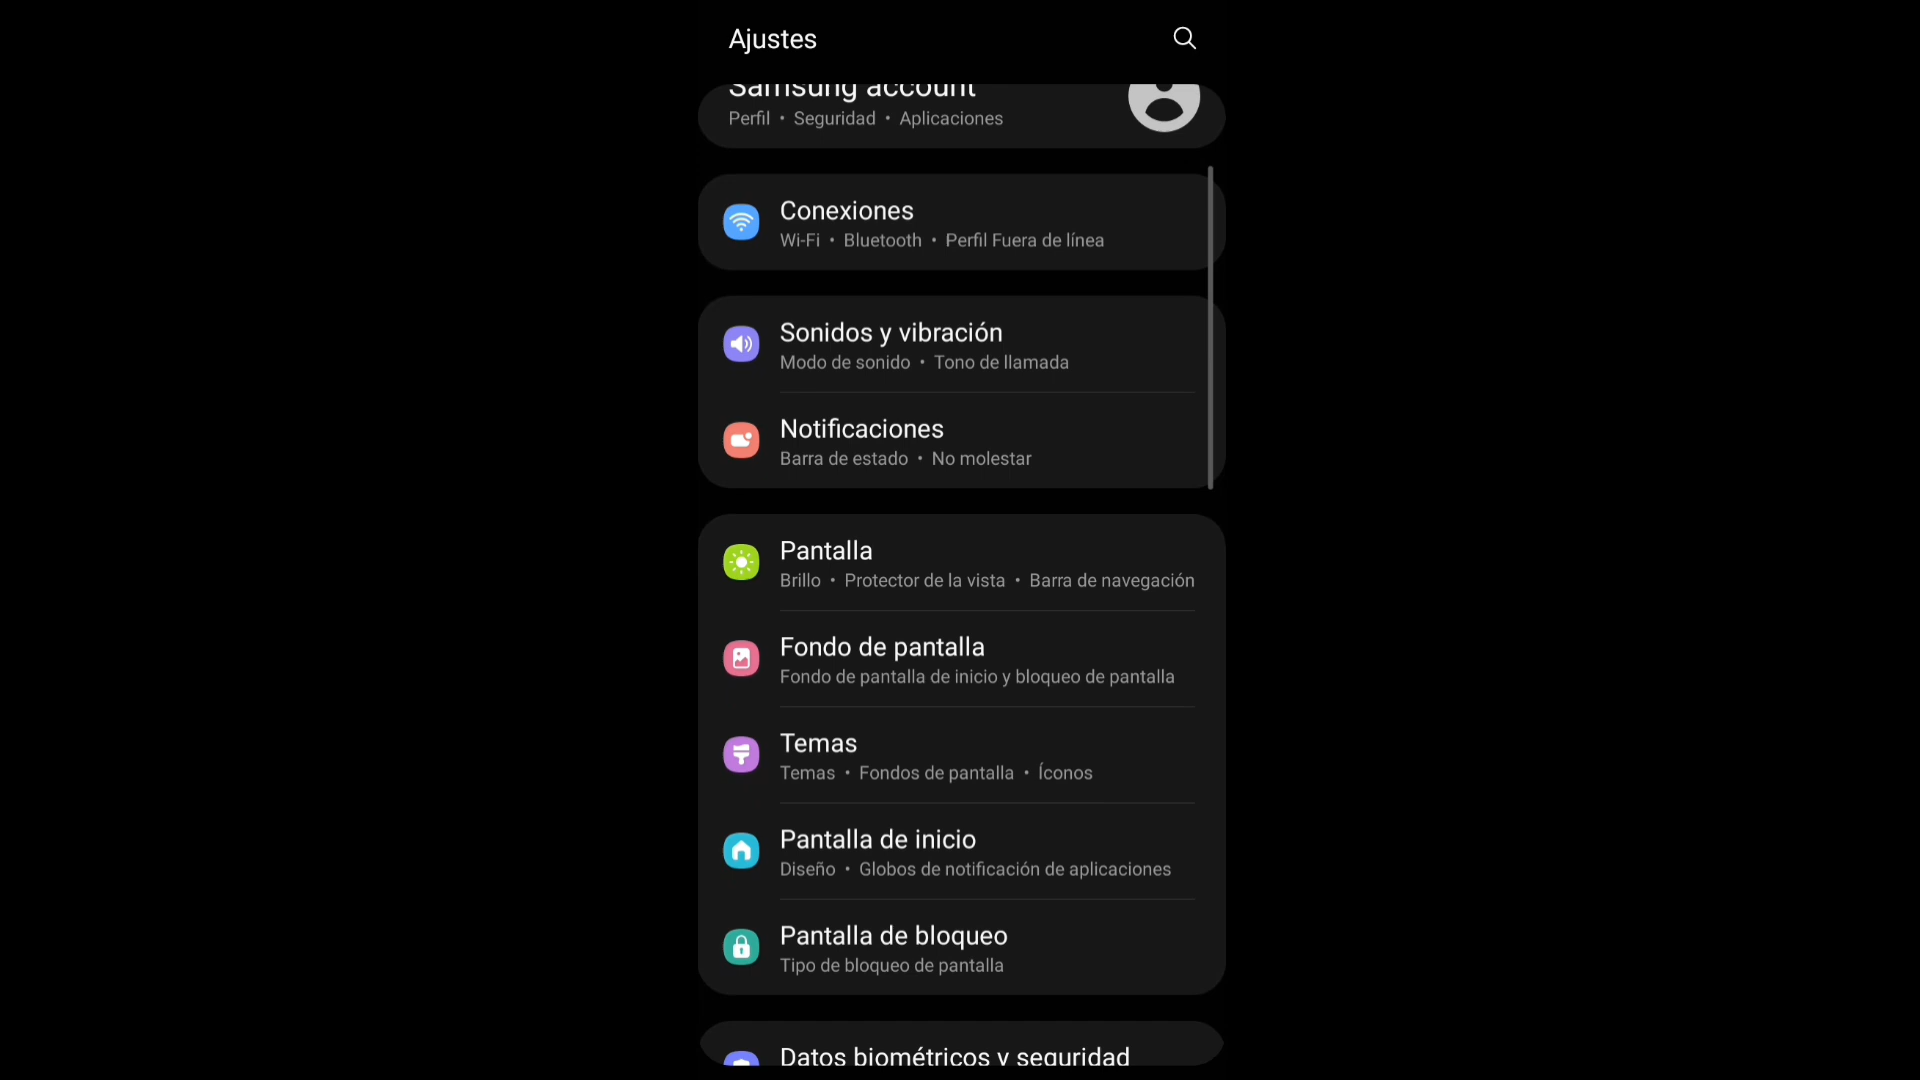 Ajustes
Samsung account
Perfil • Seguridad • Aplicaciones
Conexiones
Wi-Fi • Bluetooth • Perfil Fuera de línea
Sonidos y vibración
Modo de sonido • Tono de llamada
Notificaciones
Barra de estado • No molestar
Pantalla
Brillo • Protector de la vista • Barra de navegación
Fondo de pantalla
Fondo de pantalla de inicio y bloqueo de pantalla
Temas
Temas • Fondos de pantalla • Íconos
Pantalla de inicio
Diseño • Globos de notificación de aplicaciones
Pantalla de bloqueo
Tipo de bloqueo de pantalla
Datos biométricos y seguridad